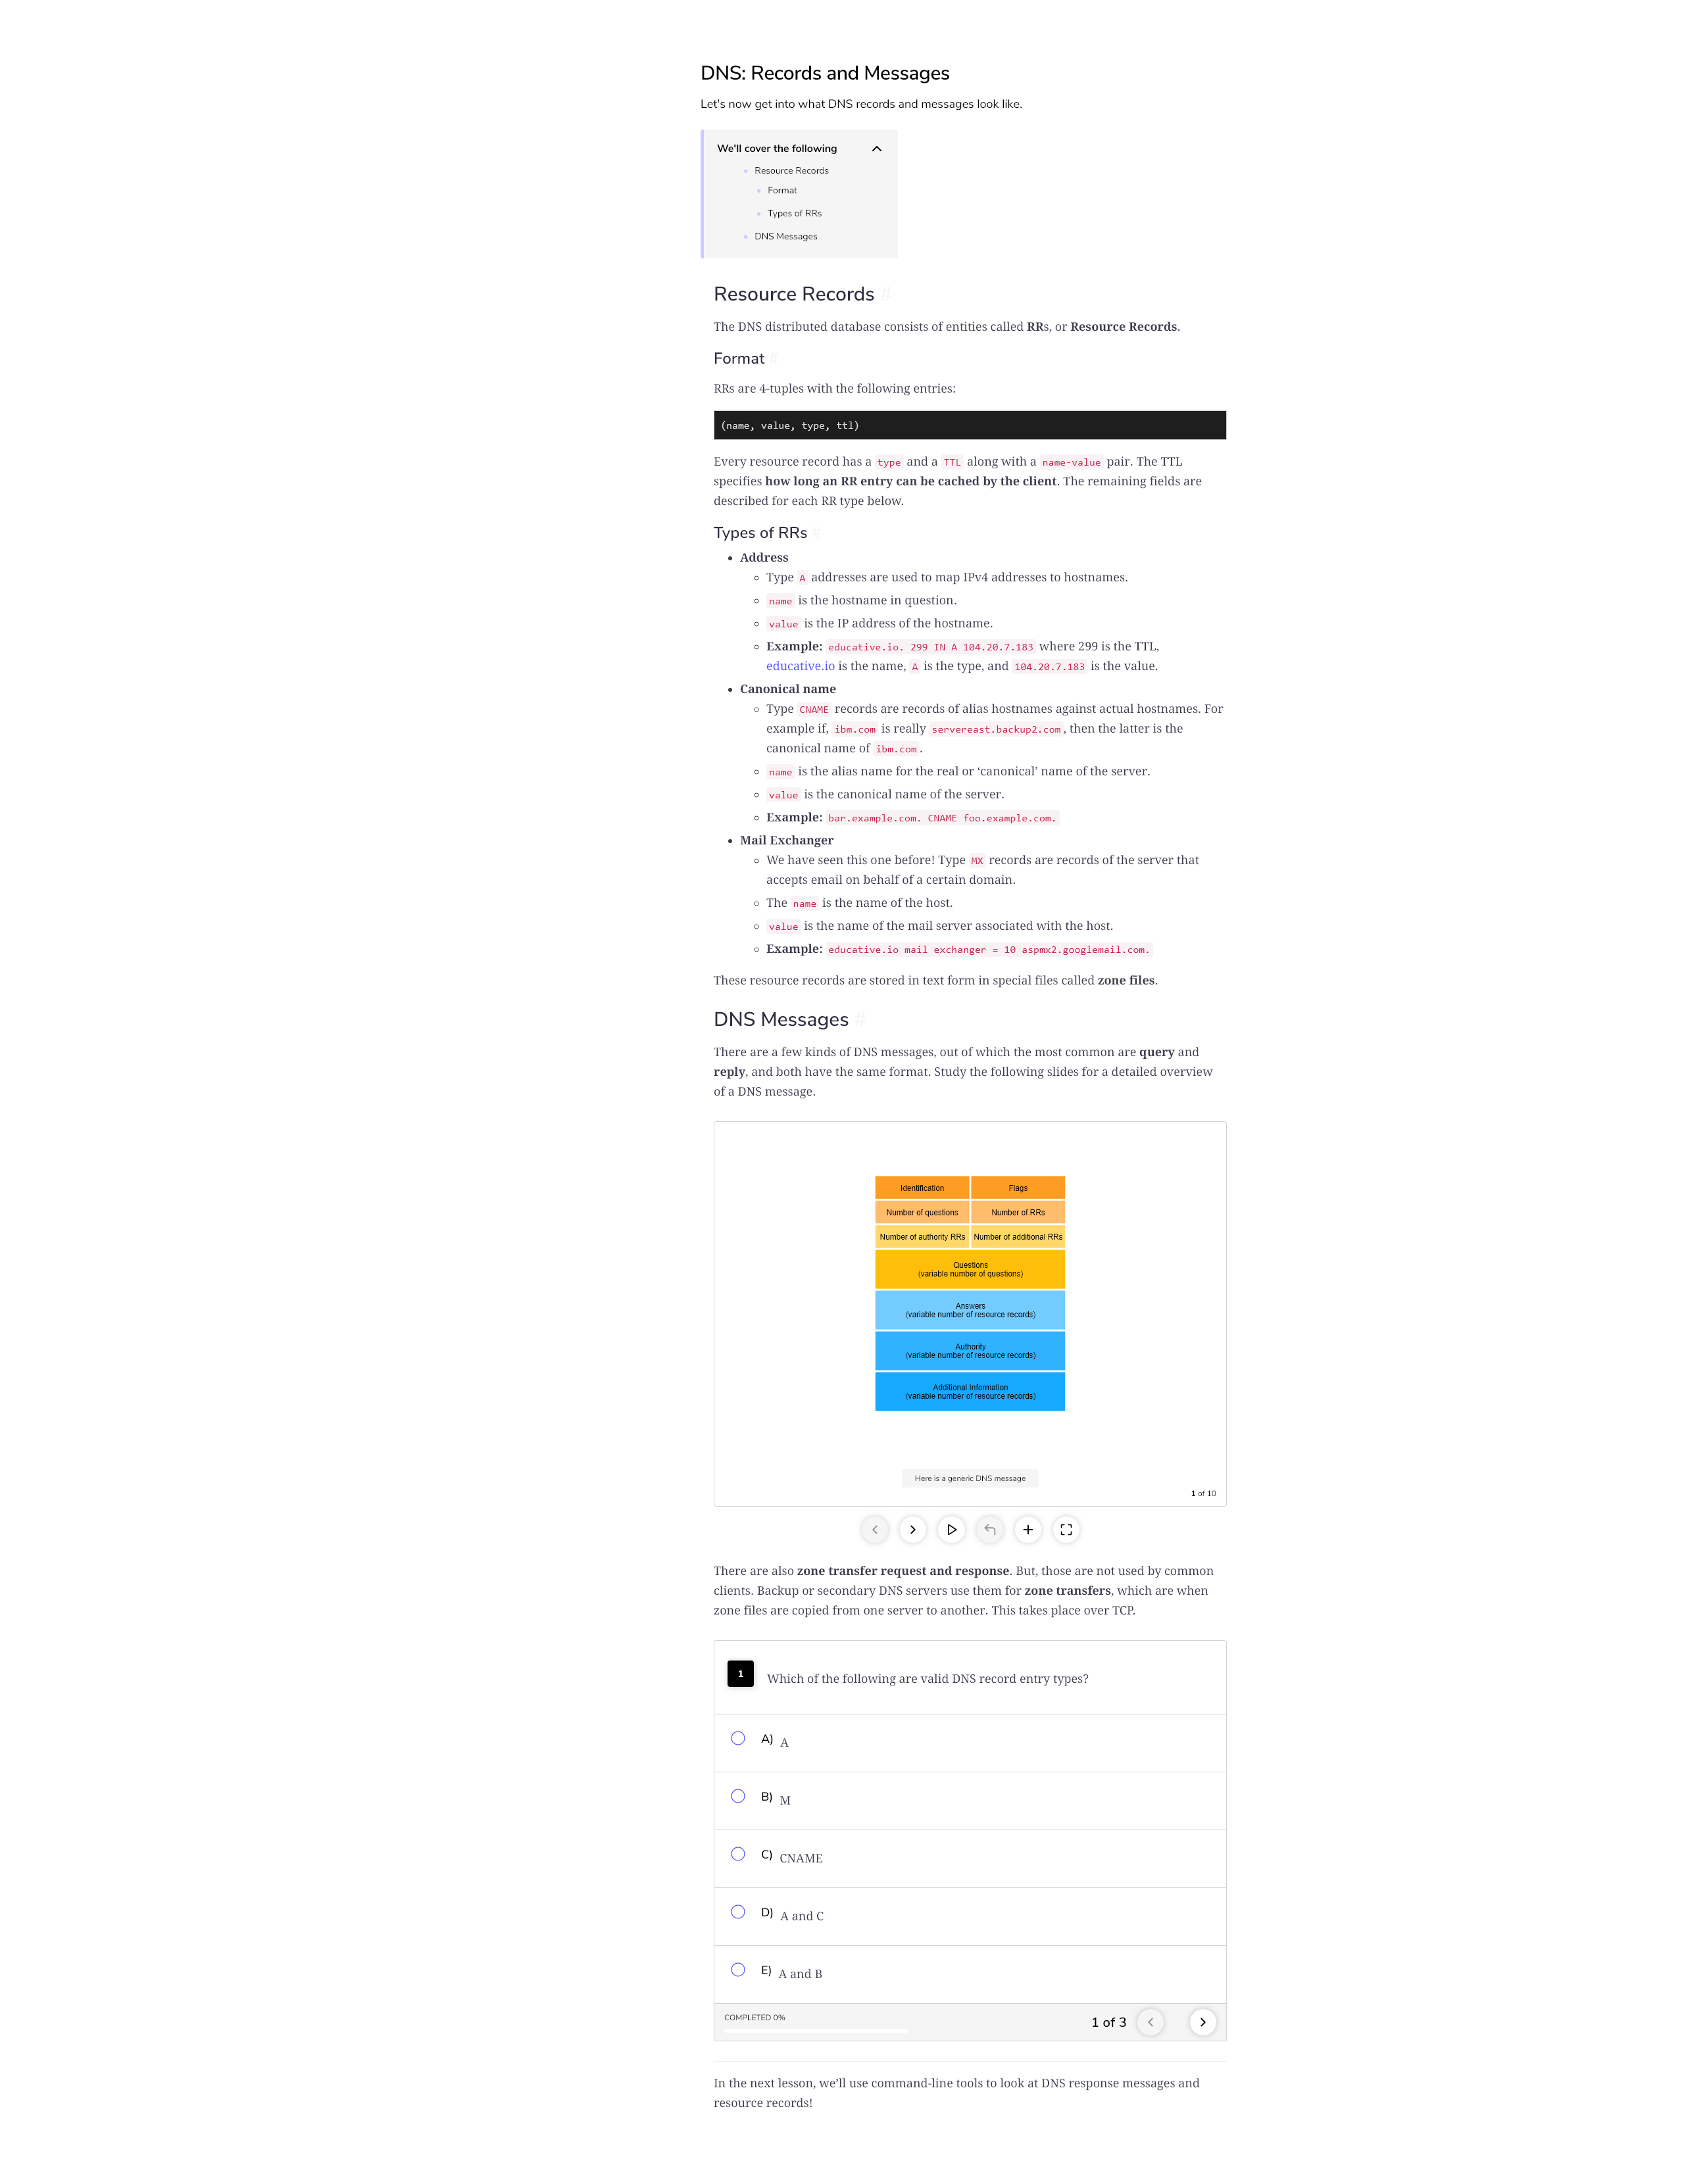 DNS: Records and Messages
Let's now get into what DNS records and messages look like.
We'll cover the following
Resource Records
Format
Types of RRs
DNS Messages
Resource Records #
The DNS distributed database consists of entities called RRs, or Resource Records.
Format #
RRs are 4-tuples with the following entries:
(name, value, type, ttl)
Every resource record has a type and a TTL along with a name-value pair. The TTL
specifies how long an RR entry can be cached by the client. The remaining fields are
described for each RR type below.
Types of RRs #
Address
Type A addresses are used to map IPv4 addresses to hostnames.
name is the hostname in question.
value is the IP address of the hostname.
Example: educative.io. 299 IN A 104.20.7.183 where 299 is the TTL,
educative.io is the name, A is the type, and 104.20.7.183 is the value.
Canonical name
Type CNAME records are records of alias hostnames against actual hostnames. For
example if, ibm.com is really servereast.backup2.com, then the latter is the
canonical name of ibm.com.
name is the alias name for the real or ‘canonical’ name of the server.
value is the canonical name of the server.
Example: bar.example.com. CNAME foo.example.com.
Mail Exchanger
We have seen this one before! Type MX records are records of the server that
accepts email on behalf of a certain domain.
The name is the name of the host.
value is the name of the mail server associated with the host.
Example: educative.io mail exchanger = 10 aspmx2.googlemail.com.
These resource records are stored in text form in special files called zone files.
DNS Messages #
There are a few kinds of DNS messages, out of which the most common are query and
reply, and both have the same format. Study the following slides for a detailed overview
of a DNS message.
Identification Flags
Number of questions Number of RRs
Number of authority RRs Number of additional RRs
Questions
(variable number of questions)
Answers
(variable number of resource records)
Authority
(variable number of resource records)
Additional Information
(variable number of resource records)
Here is a generic DNS message
1 of 10
There are also zone transfer request and response. But, those are not used by common
clients. Backup or secondary DNS servers use them for zone transfers, which are when
zone files are copied from one server to another. This takes place over TCP.
1 Which of the following are valid DNS record entry types?
A) A
B) M
C) CNAME
D) A and C
E) A and B
COMPLETED 0%
1 of 3
In the next lesson, we’ll use command-line tools to look at DNS response messages and
resource records!